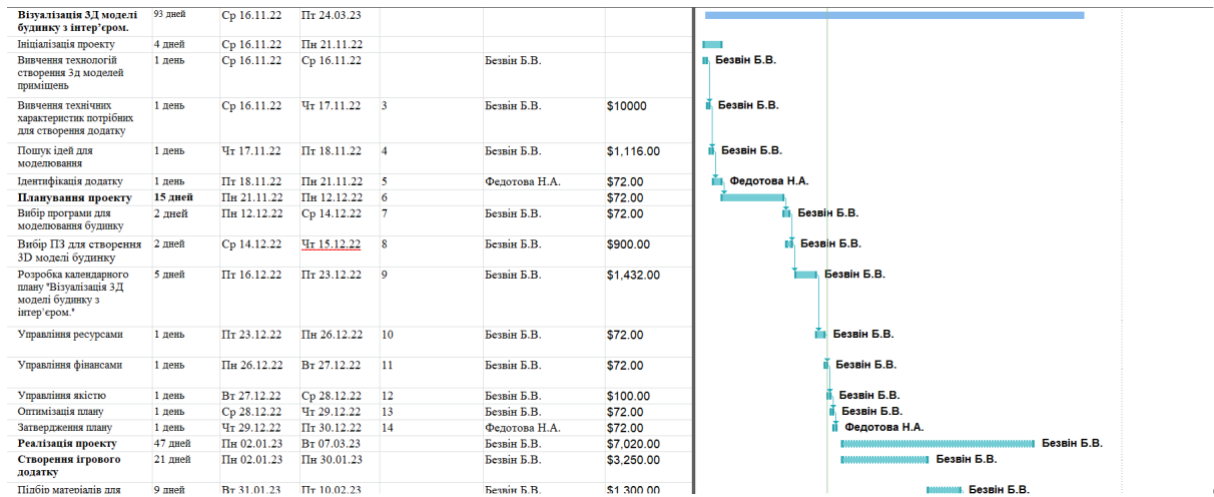 Візуалізація 3Д моделі 93 дней Ср 16.11.22 Пт 24.03.23
будинку з інтер'єром.
Ініціалізація проекту 4 дней Ср 16.11.22 Пн 21.11.22
Вивчення технологій 1 день Ср 16.11.22 Ср 16.11.22 Безвін Б.В. Безвін Б.В.
створення 3д моделей
приміщень
Вивчення технічних 1 день Ср 16.11.22 Чт 17.11.22 3 Безвін Б.В. $10000 Безвін Б.В.
характеристик потрібних
для створення додатку
Пошук ідей для 1 день Чт 17.11.22 Пт 18.11.22 4 Безвін Б.В. $1,116.00 Безвін Б.В.
моделювання
Ідентифікація додатку 1 день Пт 18.11.22 Пн 21.11.22 5 Федотова Н.А. $72.00 Федотова Н.А.
Планування проекту 15 дней Пн 21.11.22 Пн 12.12.22 6 $72.00
Вибір програми для 2 дней Пн 12.12.22 Ср 14.12.22 7 Безвін Б.В. $72.00 Безвін Б.В.
моделювання будинку
Вибір ПЗ для створення 2 дней Ср 14.12.22 Чт 15.12.22 8 Безвін Б.В. $900.00 Безвін Б.В.
3D моделі будинку
Розробка календарного 5 дней Пт 16.12.22 Пт 23.12.22 9 Безвін Б.В. $1,432.00 Безвін Б.В.
плану "Візуалізація 3Д
моделі будинку з
інтер'єром."
Управління ресурсами 1 день Пт 23.12.22 Пн 26.12.22 10 Безвін Б.В. $72.00 Безвін Б.В.
Управління фінансами 1 день Пн 26.12.22 Вт 27.12.22 11 Безвін Б.В. $72.00 Безвін Б.В.
Управління якістю 1 день Вт 27.12.22 Ср 28.12.22 12 Безвін Б.В. $100.00 Безвін Б.В.
Оптимізація плану 1 день Ср 28.12.22 Чт 29.12.22 13 Безвін Б.В. $72.00 Безвін Б.В.
Затвердження плану 1 день Чт 29.12.22 Пт 30.12.22 14 Федотова Н.А. $72.00 Федотова Н.А.
Реалізація проекту 47 дней Пн 02.01.23 Вт 07.03.23 Безвін Б.В. $7,020.00 Безвін Б.В.
Створення ігрового 21 дней Пн 02.01.23 Пн 30.01.23 Безвін Б.В. $3,250.00 Безвін Б.В.
додатку
Підбір матеріалів для 9 дней Вт 31.01.23 Пт 10.02.23 Безвін Б.В. $1,300.00 Безвін Б.В.